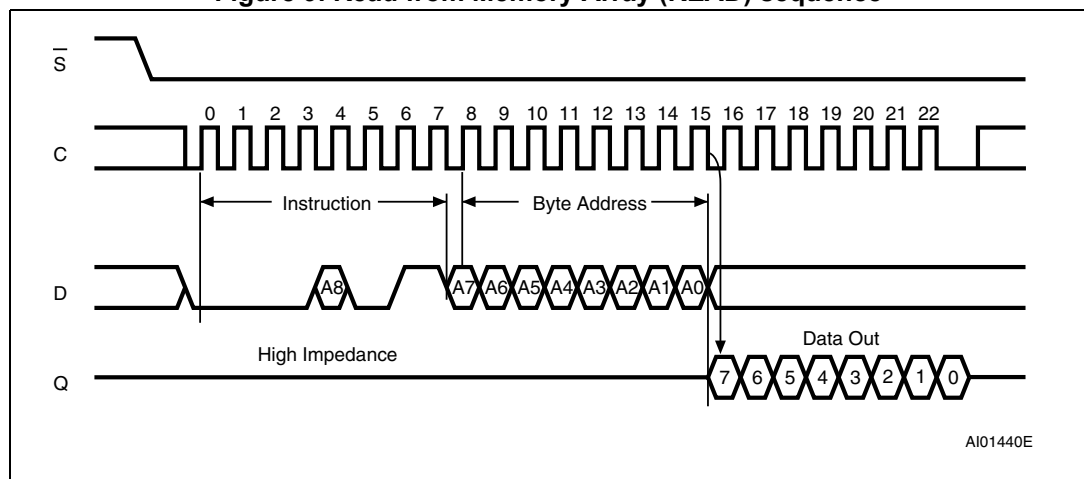 Figure 9. Read from Memory Array (READ) sequence
S
0 1 2 3 4 5 6 7 8 9 10 11 12 13 14 15 16 17 18 19 20 21 22
C
Instruction
Byte Address
D
A8
A7 A6 A5 A4 A3 A2 A1 A0
Data Out
High Impedance
Q
7 6 5 4 3 2 1 0
AI01440E